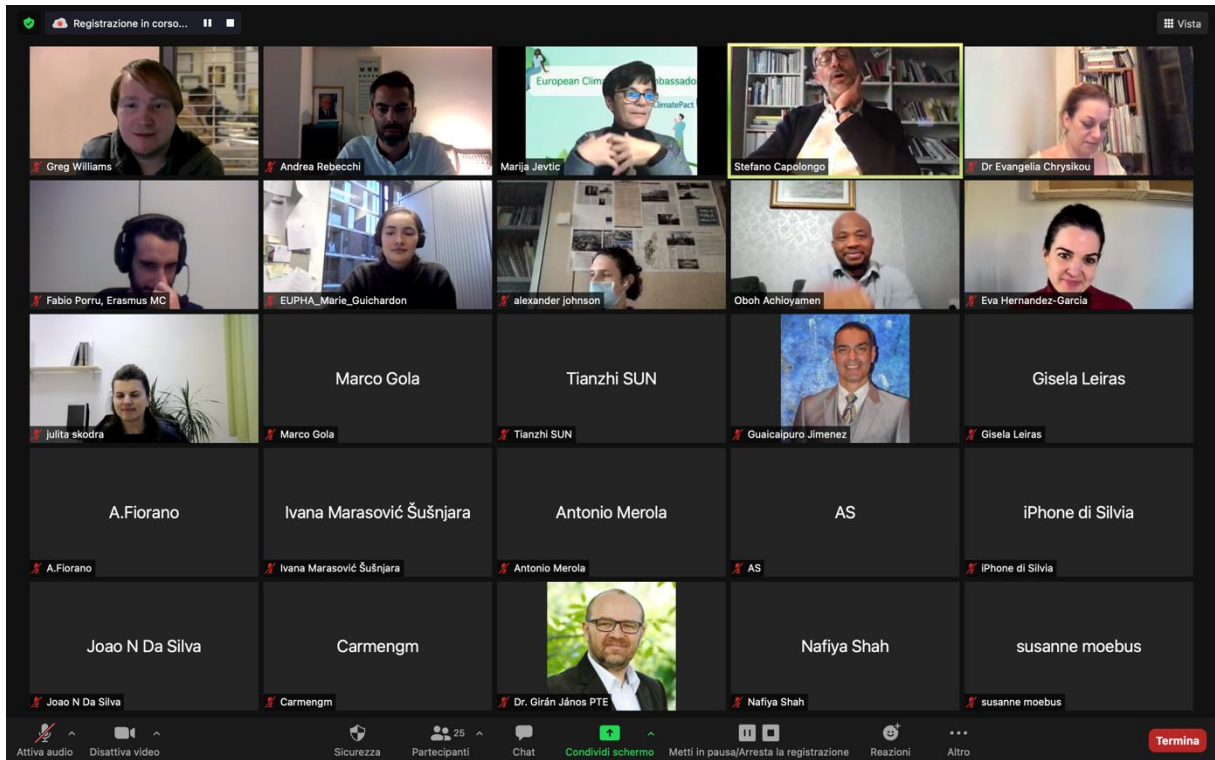 Registrazione in corso...
Vista
European Clim
bassado
ClimatePact
Greg Williams
Andrea Rebecchi
Marija Jevtic
Stefano Capolongo
Dr Evangelia Chrysikou
Fabio Porru, Erasmus MC
EUPHA_Marie_Guichardon
alexander johnson
Oboh Achioyamen
Eva Hernandez-Garcia
julita skodra
Marco Gola
Marco Gola
Tianzhi SUN
Tianzhi SUN
Guaicaipuro Jimenez
Gisela Leiras
Gisela Leiras
A.Fiorano
A.Fiorano
Ivana Marasović Šušnjara
Ivana Marasović Šušnjara
Antonio Merola
Antonio Merola
AS
AS
iPhone di Silvia
iPhone di Silvia
Joao N Da Silva
Joao N Da Silva
Carmengm
Carmengm
Dr. Girán János PTE
Nafiya Shah
Nafiya Shah
susanne moebus
susanne moebus
Attiva audio
Disattiva video
Sicurezza
25
Partecipanti
Chat
Condividi schermo
Metti in pausa/Arresta la registrazione
Reazioni
Altro
Termina